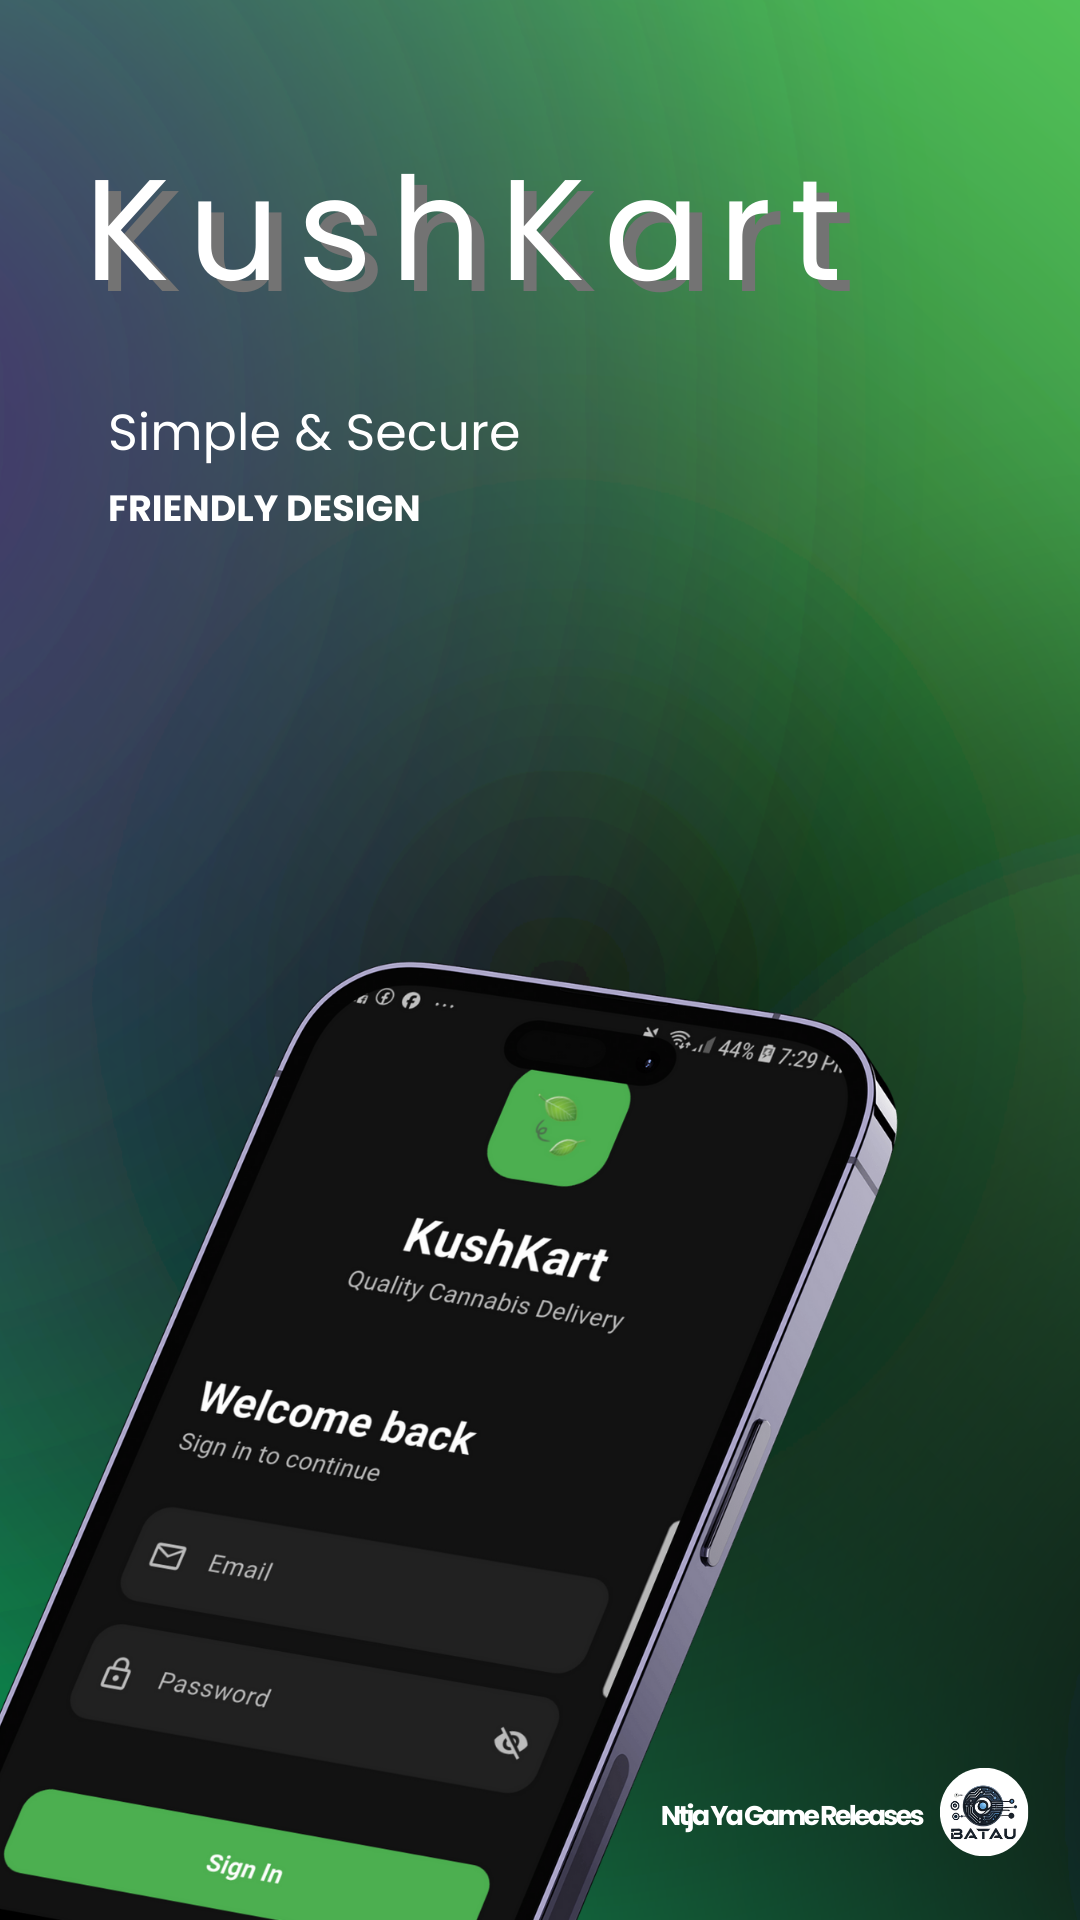 KushKart
Simple & Secure
FRIENDLY DESIGN
44% 7:29
KushKart
Quality Cannabis Delivery
Welcome back
Sign in to continue
Email
Password
Sign In
Ntja Ya Game Releases
BATAU